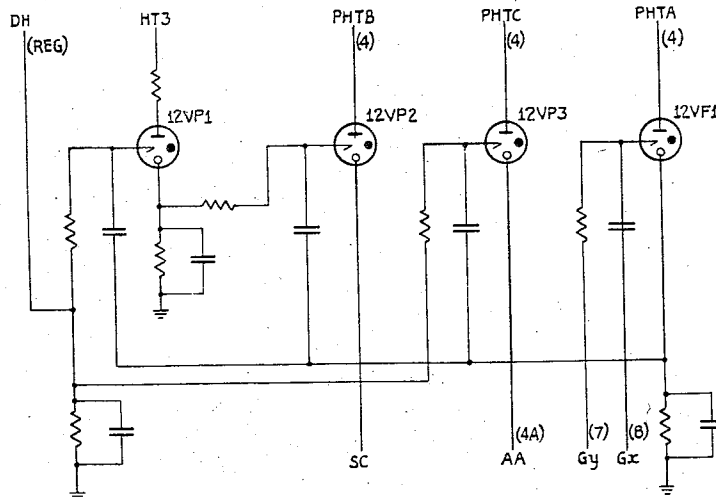 DH
(REG)
HT3
PHTB
(4)
PHTC
(4)
PHTA
(4)
12VP1
12VP2
12VP3
12VF1
SC
AA
(4A)
Gy
(7)
Gx
(8)